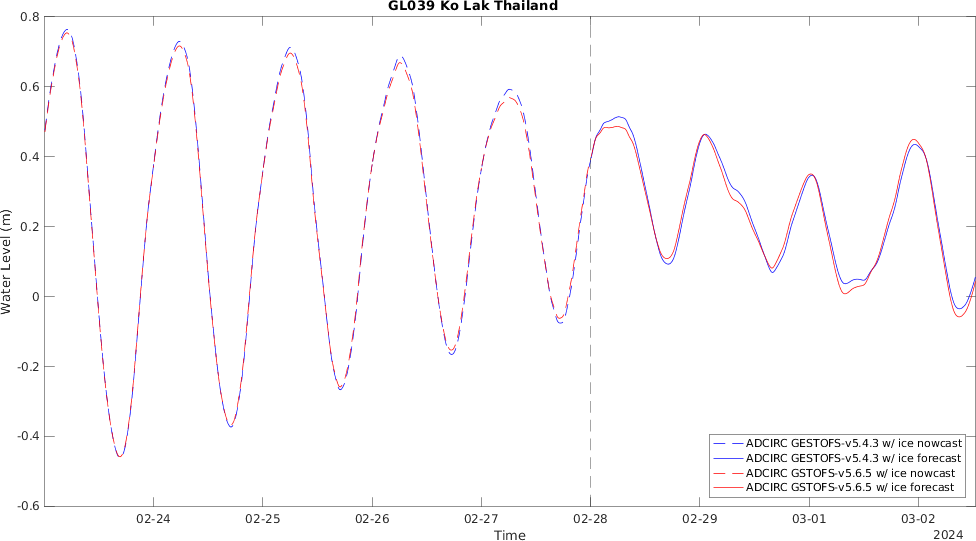 GL039 Ko Lak Thailand
0.8
0.6
0.4
0.2
0
-0.2
-0.4
-0.6
Water Level (m)
ADCIRC GESTOFS-v5.4.3 w/ ice nowcast
ADCIRC GESTOFS-v5.4.3 w/ ice forecast
ADCIRC GSTOFS-v5.6.5 w/ ice nowcast
ADCIRC GSTOFS-v5.6.5 w/ ice forecast
02-24 02-25 02-26 02-27 02-28 02-29 03-01 03-02
Time
2024